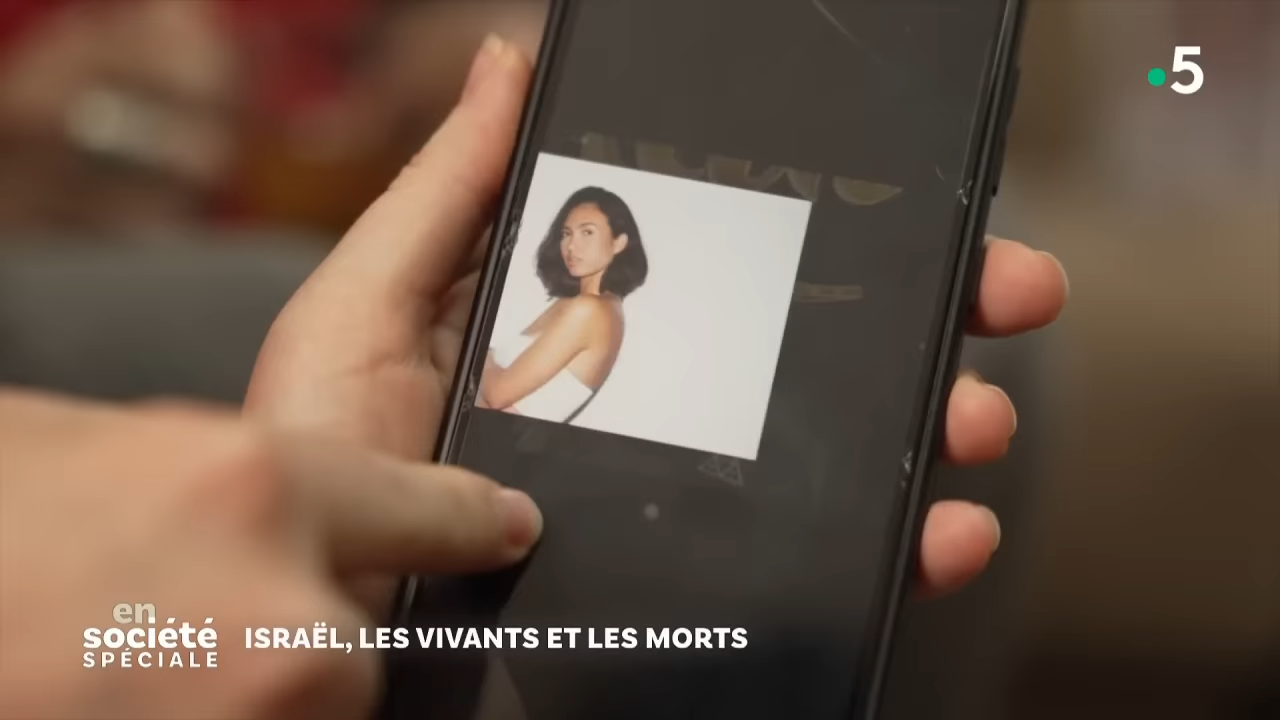 5
en
société
SPÉCIALE
ISRAËL, LES VIVANTS ET LES MORTS